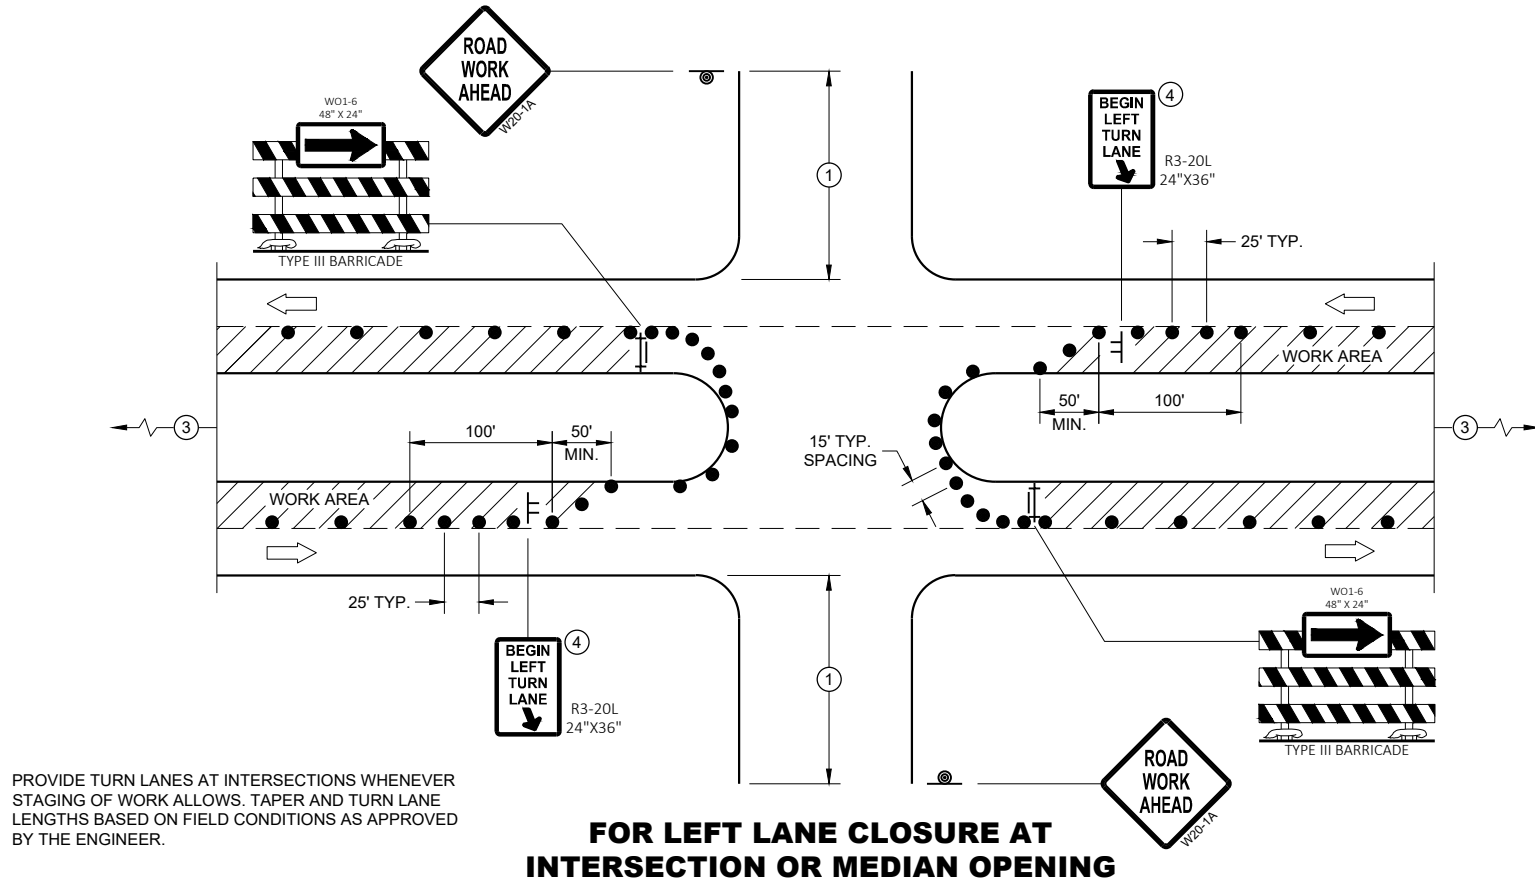 ROAD
WORK
AHEAD
W20-1A
WO1-6
48" X 24"
TYPE III BARRICADE
1
BEGIN
LEFT
TURN
LANE
4
R3-20L
24"X36"
25' TYP.
WORK AREA
50'
MIN.
100'
3
3
100'
50'
MIN.
15' TYP.
SPACING
WORK AREA
25' TYP.
BEGIN
LEFT
TURN
LANE
4
R3-20L
24"X36"
1
WO1-6
48" X 24"
TYPE III BARRICADE
ROAD
WORK
AHEAD
W20-1A
PROVIDE TURN LANES AT INTERSECTIONS WHENEVER
STAGING OF WORK ALLOWS. TAPER AND TURN LANE
LENGTHS BASED ON FIELD CONDITIONS AS APPROVED
BY THE ENGINEER.
FOR LEFT LANE CLOSURE AT
INTERSECTION OR MEDIAN OPENING